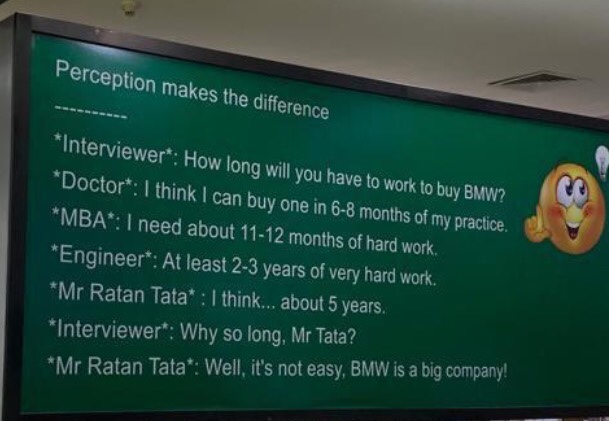 Perception makes the difference
----------
*Interviewer*: How long will you have to work to buy BMW?
*Doctor*: I think I can buy one in 6-8 months of my practice.
*MBA*: I need about 11-12 months of hard work.
*Engineer*: At least 2-3 years of very hard work.
*Mr Ratan Tata* : I think... about 5 years.
*Interviewer*: Why so long, Mr Tata?
*Mr Ratan Tata*: Well, it's not easy, BMW is a big company!